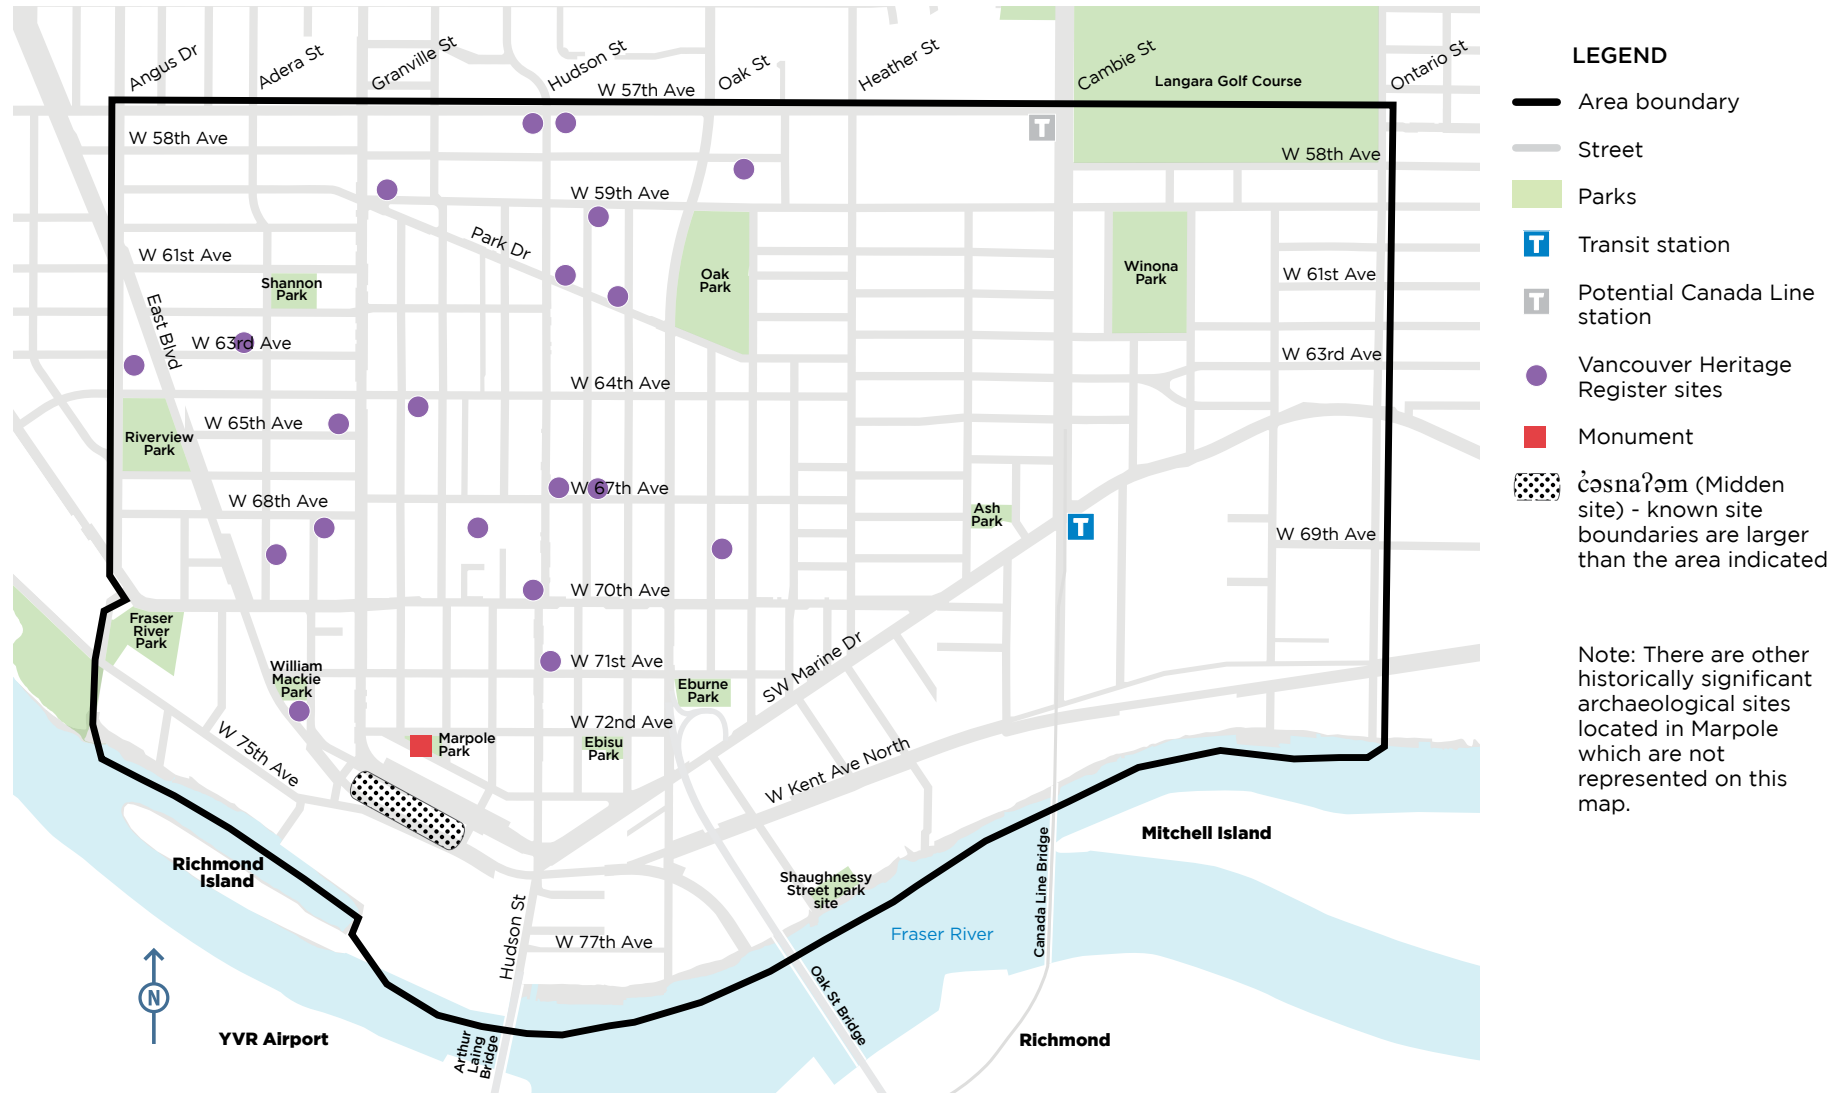 Angus Dr
Adera St
Granville St
Hudson St
Oak St
Heather St
Cambie St
Ontario St
W 57th Ave
Langara Golf Course
T
W 58th Ave
W 58th Ave
W 59th Ave
Park Dr
W 61st Ave
Shannon
Park
Oak
Park
Winona
Park
W 61st Ave
East Blvd
W 63rd Ave
W 63rd Ave
W 64th Ave
W 65th Ave
Riverview
Park
W 67th Ave
W 68th Ave
Ash
Park
T
W 69th Ave
W 70th Ave
Fraser
River
Park
William
Mackie
Park
W 71st Ave
SW Marine Dr
Eburne
Park
W 72nd Ave
Marpole
Park
Ebisu
Park
W 75th Ave
W Kent Ave North
Richmond
Island
Mitchell Island
Shaughnessy
Street park
site
Canada Line Bridge
Hudson St
Fraser River
W 77th Ave
Oak St Bridge
N
YVR Airport
Arthur
Laing
Bridge
Richmond
LEGEND
Area boundary
Street
Parks
T
Transit station
T
Potential Canada Line
station
Vancouver Heritage
Register sites
Monument
c̓əsnaʔəm (Midden
site) - known site
boundaries are larger
than the area indicated
Note: There are other
historically significant
archaeological sites
located in Marpole
which are not
represented on this
map.